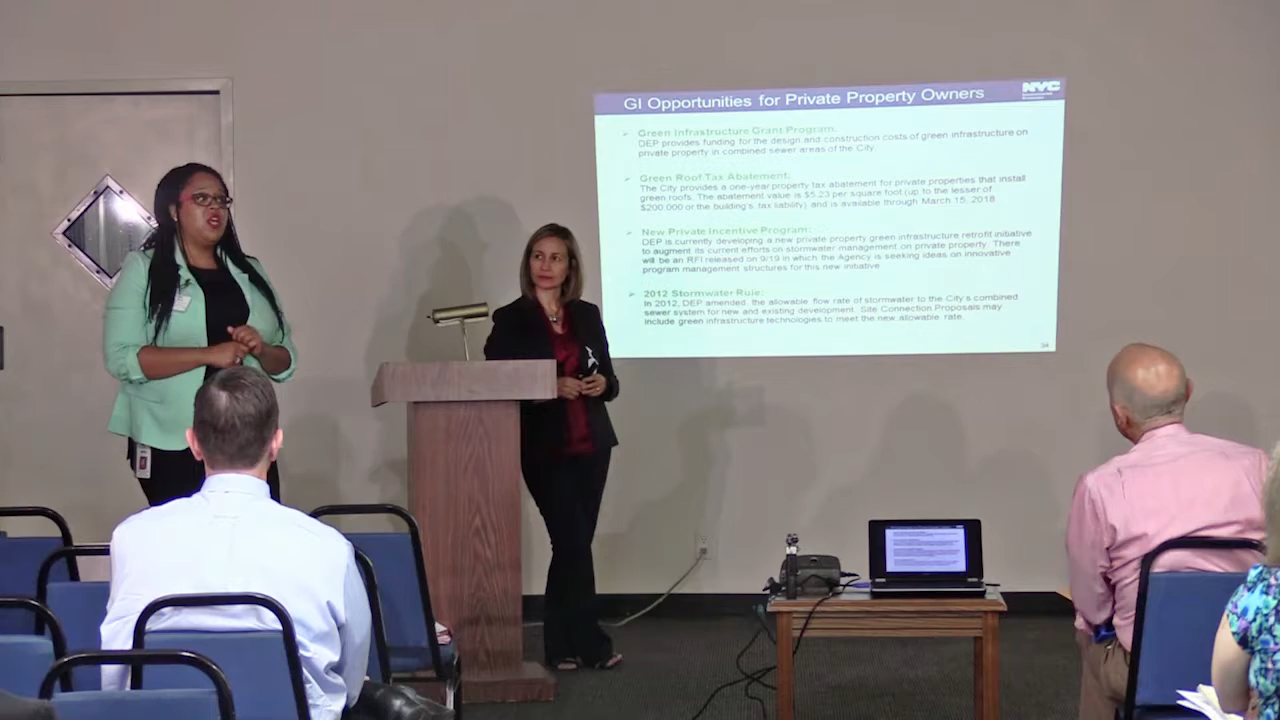 GI Opportunities for Private Property Owners
NYC
Green Infrastructure Grant Program:
DEP provides funding for the design and construction costs of green infrastructure on
private property in combined sewer areas of the City.
Green Roof Tax Abatement:
The City provides a one-year property tax abatement for private properties that install
green roofs. The abatement value is $5.23 per square foot (up to the lesser of
$200,000 or the building's tax liability) and is available through March 15, 2018
New Private Incentive Program:
DEP is currently developing a new private property green infrastructure retrofit initiative
to augment its current efforts on stormwater management on private property. There
will be an RFI released on 9/19 in which the Agency is seeking ideas on innovative
program management structures for this new initiative.
2012 Stormwater Rule:
In 2012, DEP amended, the allowable flow rate of stormwater to the City's combined
sewer system for new and existing development. Site Connection Proposals may
include green infrastructure technologies to meet the new allowable rate.
34